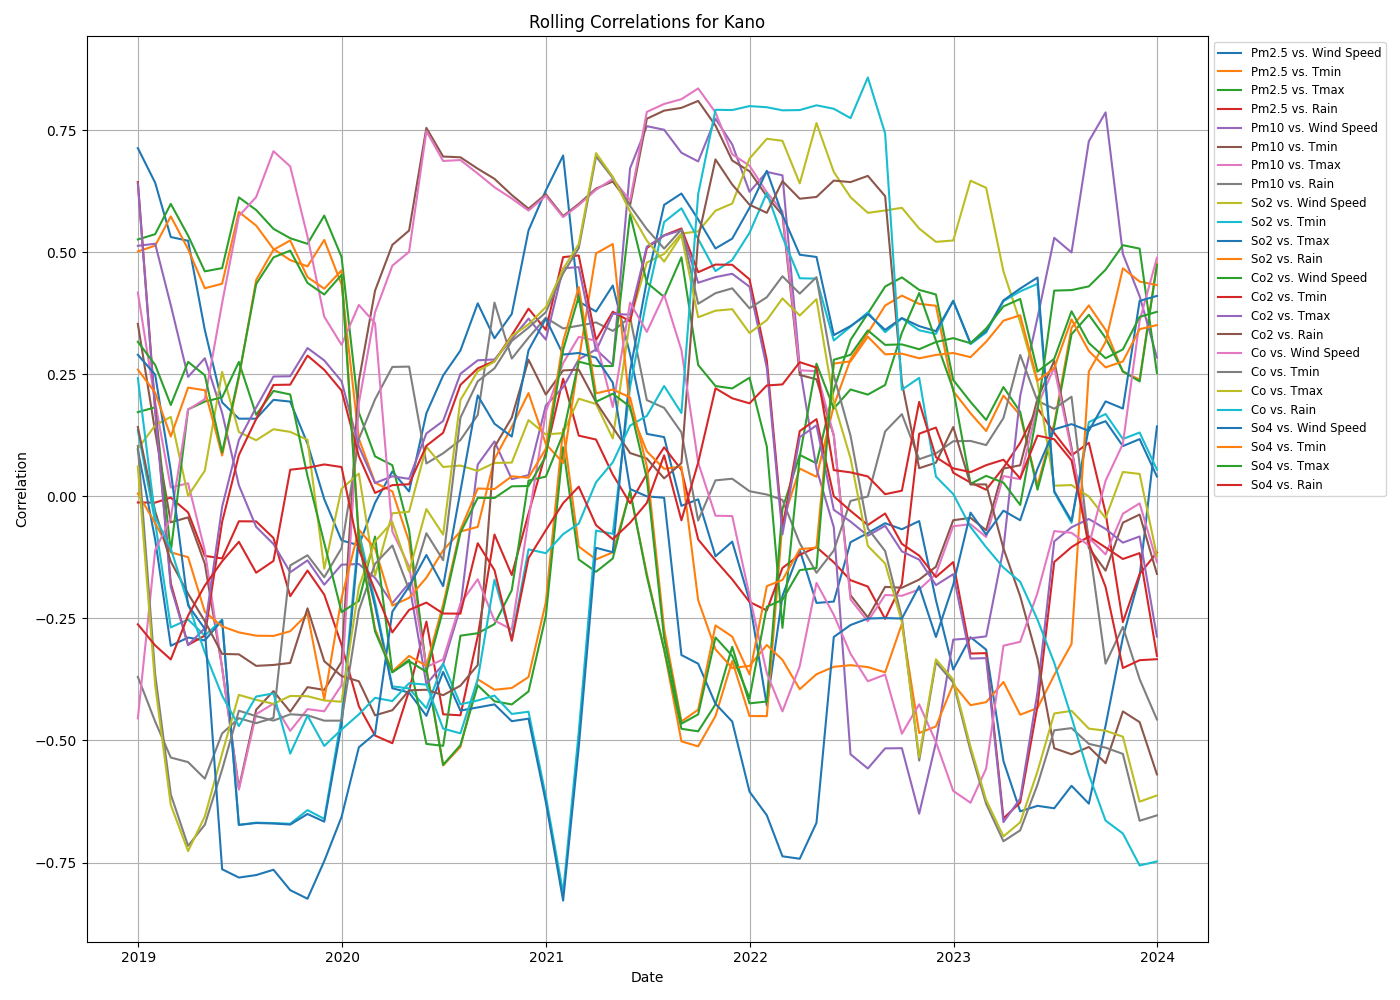 Rolling Correlations for Kano
Correlation
0.75
0.50
0.25
0.00
−0.25
−0.50
−0.75
2019
2020
2021
2022
2023
2024
Date
Pm2.5 vs. Wind Speed
Pm2.5 vs. Tmin
Pm2.5 vs. Tmax
Pm2.5 vs. Rain
Pm10 vs. Wind Speed
Pm10 vs. Tmin
Pm10 vs. Tmax
Pm10 vs. Rain
So2 vs. Wind Speed
So2 vs. Tmin
So2 vs. Tmax
So2 vs. Rain
Co2 vs. Wind Speed
Co2 vs. Tmin
Co2 vs. Tmax
Co2 vs. Rain
Co vs. Wind Speed
Co vs. Tmin
Co vs. Tmax
Co vs. Rain
So4 vs. Wind Speed
So4 vs. Tmin
So4 vs. Tmax
So4 vs. Rain